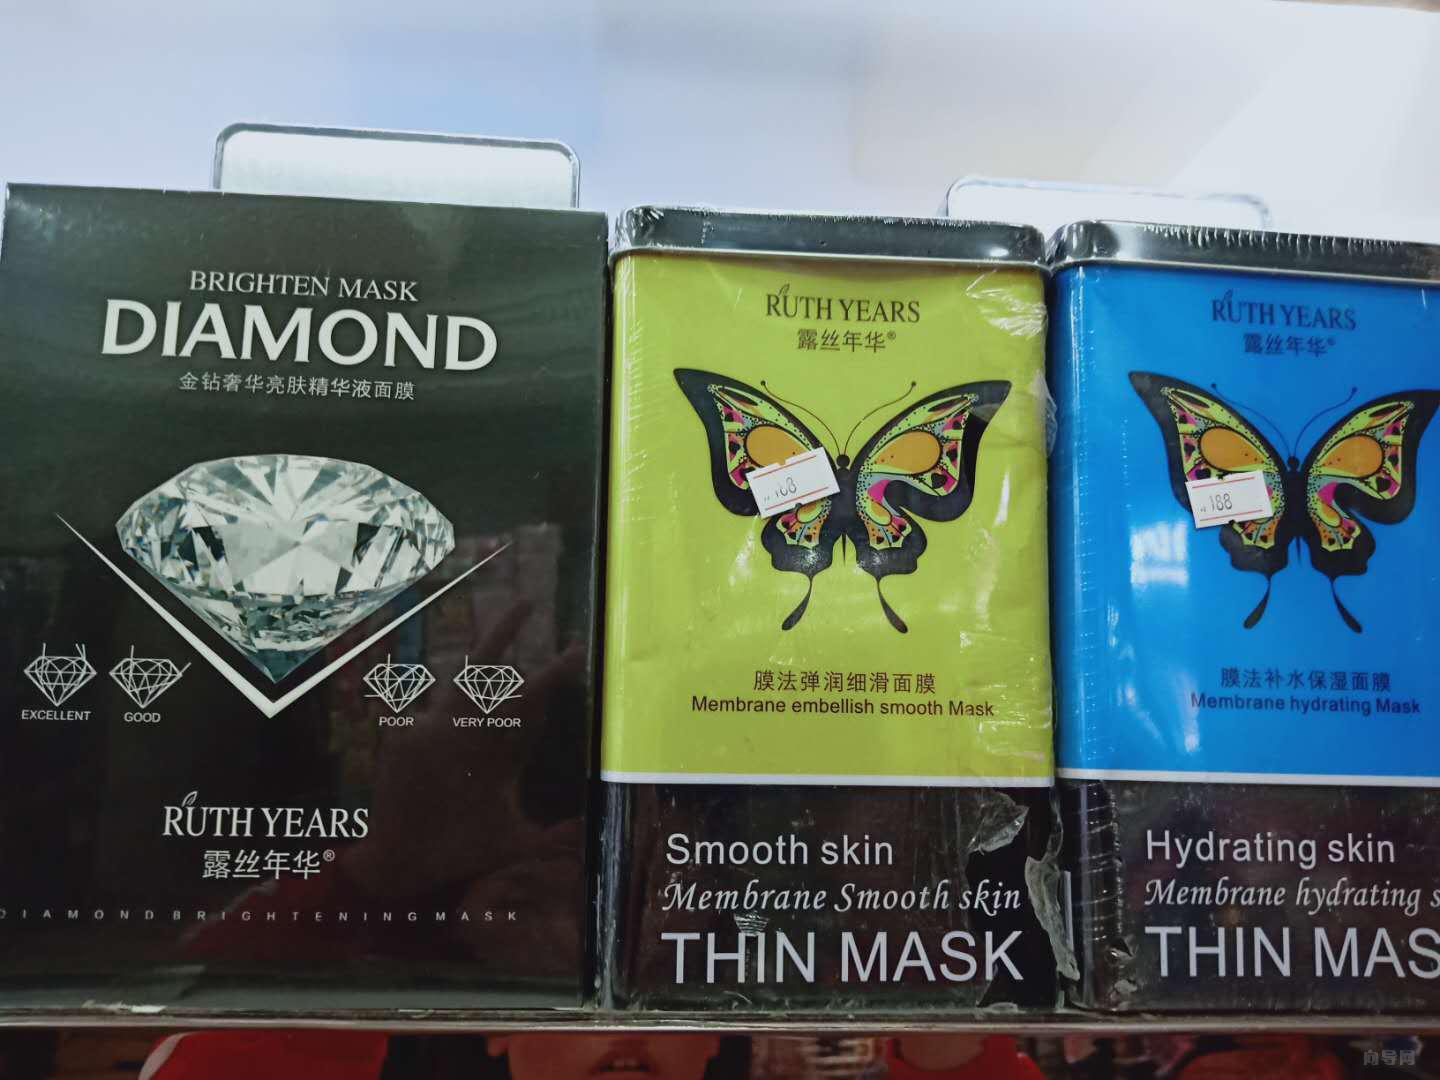 BRIGHTEN MASK
DIAMOND
金钻奢华亮肤精华液面膜
EXCELLENT
GOOD
POOR
VERY POOR
RUTH YEARS
露丝年华®
DIAMOND BRIGHTENING MASK
RUTH YEARS
露丝年华®
188
膜法弹润细滑面膜
Membrane embellish smooth Mask
Smooth skin
Membrane Smooth skin
THIN MASK
RUTH YEARS
露丝年华®
188
膜法补水保湿面膜
Membrane hydrating Mask
Hydrating skin
Membrane hydrating s
THIN MAS
向导网